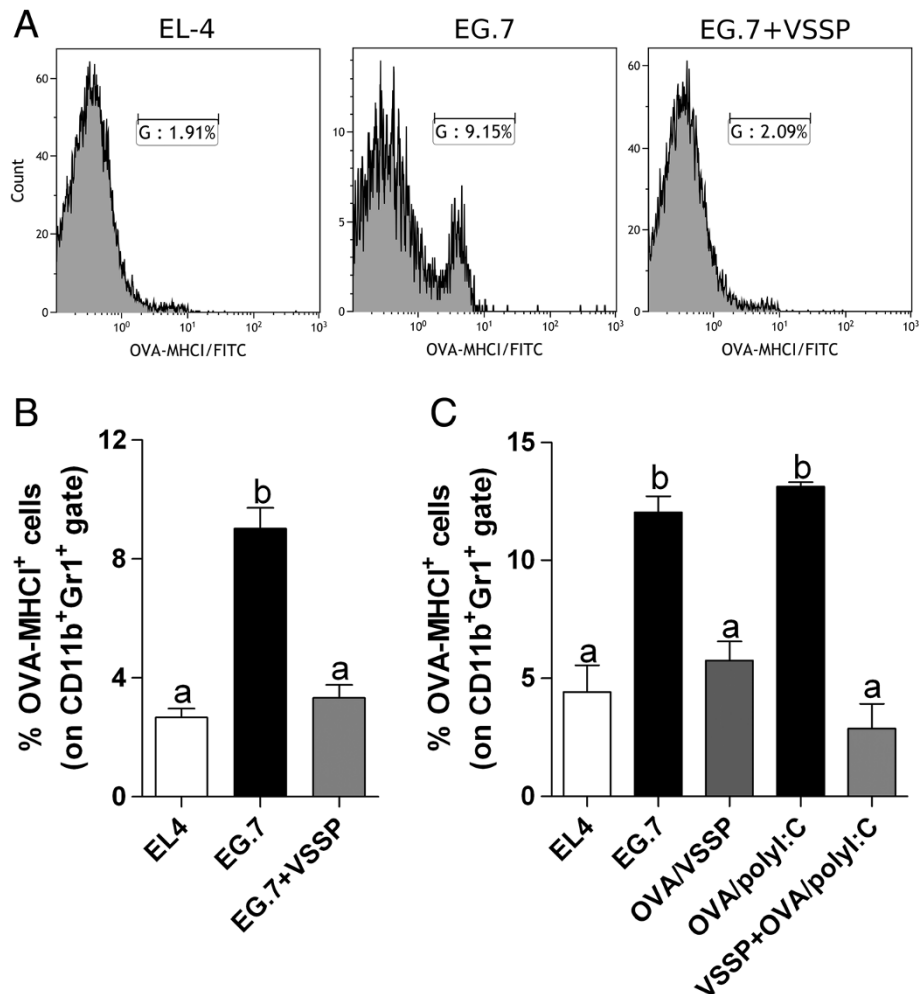 A
EL-4
EG.7
EG.7+VSSP
Count
60
40
20
0
G : 1.91%
10⁰
10¹
10²
10³
OVA-MHCI/FITC
10
5
0
G : 9.15%
10⁰
10¹
10²
10³
OVA-MHCI/FITC
60
40
20
0
G : 2.09%
10⁰
10¹
10²
10³
OVA-MHCI/FITC
B
% OVA-MHCI⁺ cells
(on CD11b⁺Gr1⁺ gate)
12
8
4
0
a
b
a
EL4
EG.7
EG.7+VSSP
C
% OVA-MHCI⁺ cells
(on CD11b⁺Gr1⁺ gate)
15
10
5
0
a
b
a
b
a
EL4
EG.7
OVA/VSSP
OVA/polyI:C
VSSP+OVA/polyI:C